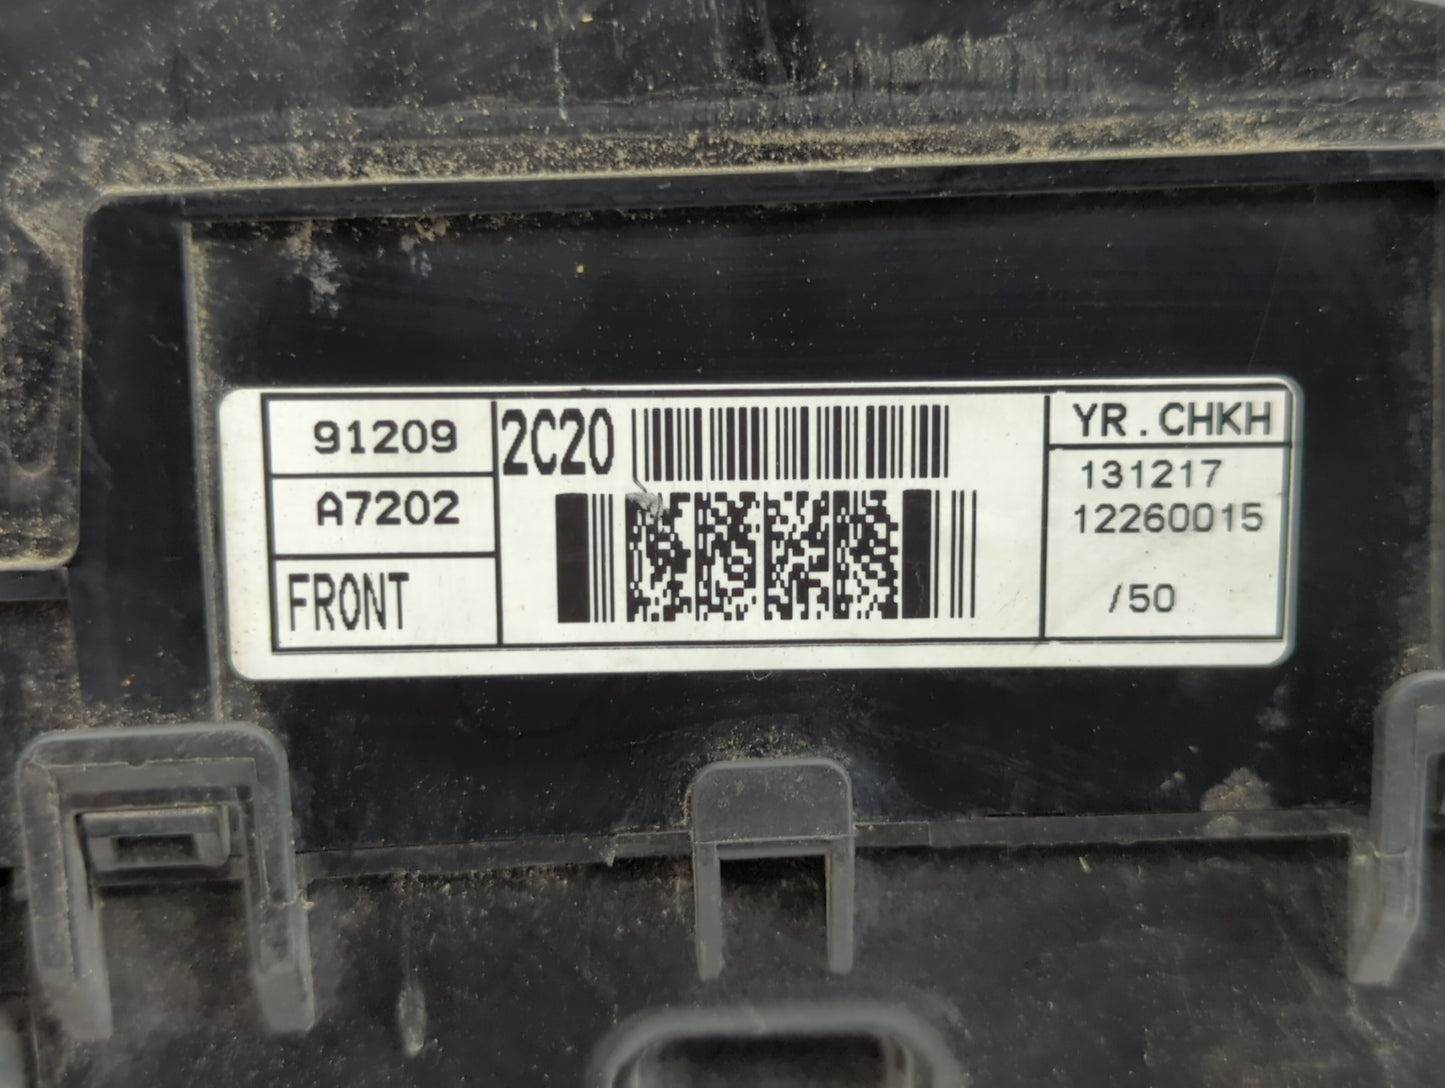 91209
A7202
FRONT
2C20
YR.CHKH
131217
12260015
/50